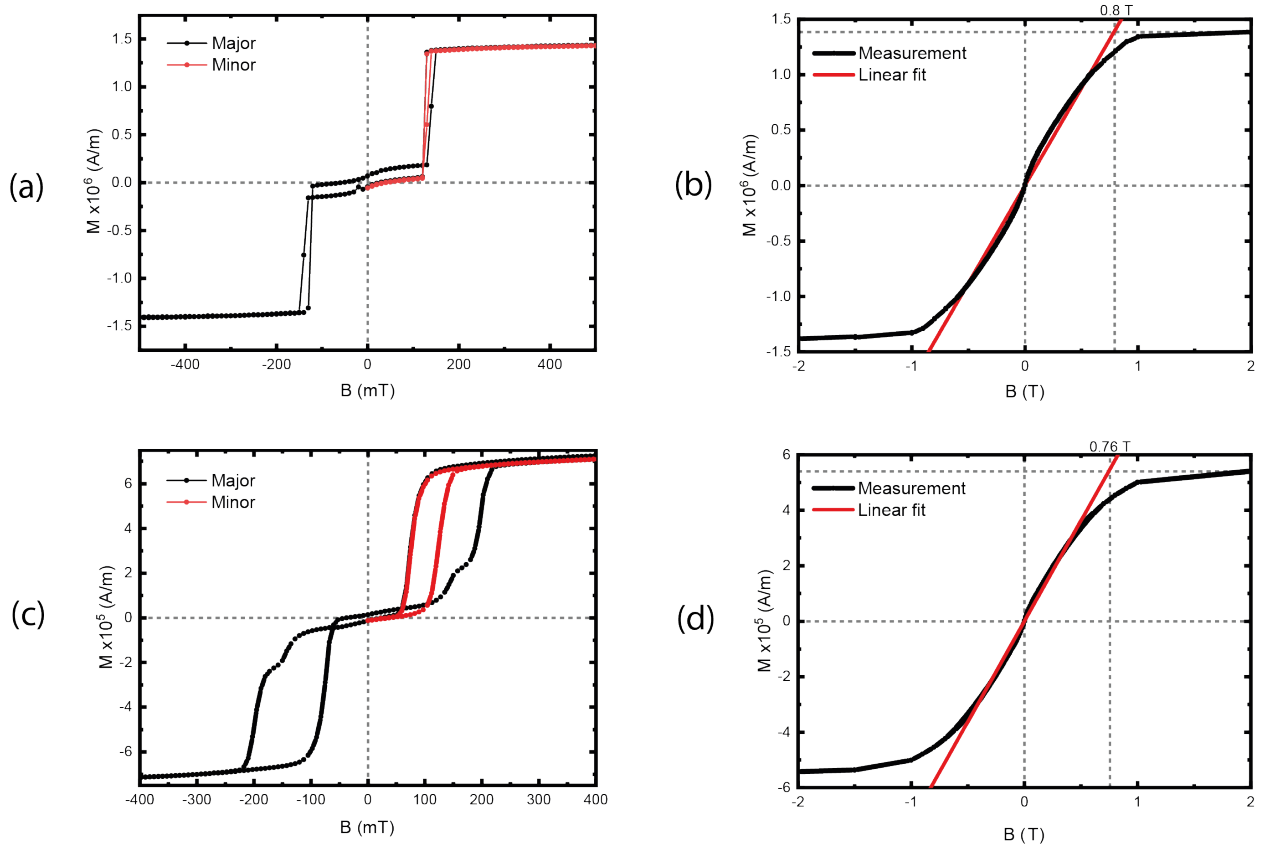 (a)
Major
Minor
M x10⁶ (A/m)
1.5
1.0
0.5
0.0
-0.5
-1.0
-1.5
-400 -200 0 200 400
B (mT)
(b)
0.8 T
Measurement
Linear fit
M x10⁶ (A/m)
1.5
1.0
0.5
0.0
-0.5
-1.0
-1.5
-2 -1 0 1 2
B (T)
(c)
Major
Minor
M x10⁵ (A/m)
6
4
2
0
-2
-4
-6
-400 -300 -200 -100 0 100 200 300 400
B (mT)
(d)
0.76 T
Measurement
Linear fit
M x10⁵ (A/m)
6
4
2
0
-2
-4
-6
-2 -1 0 1 2
B (T)